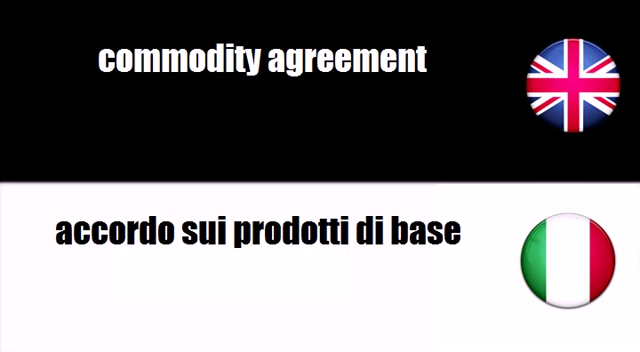 commodity agreement
accordo sui prodotti di base